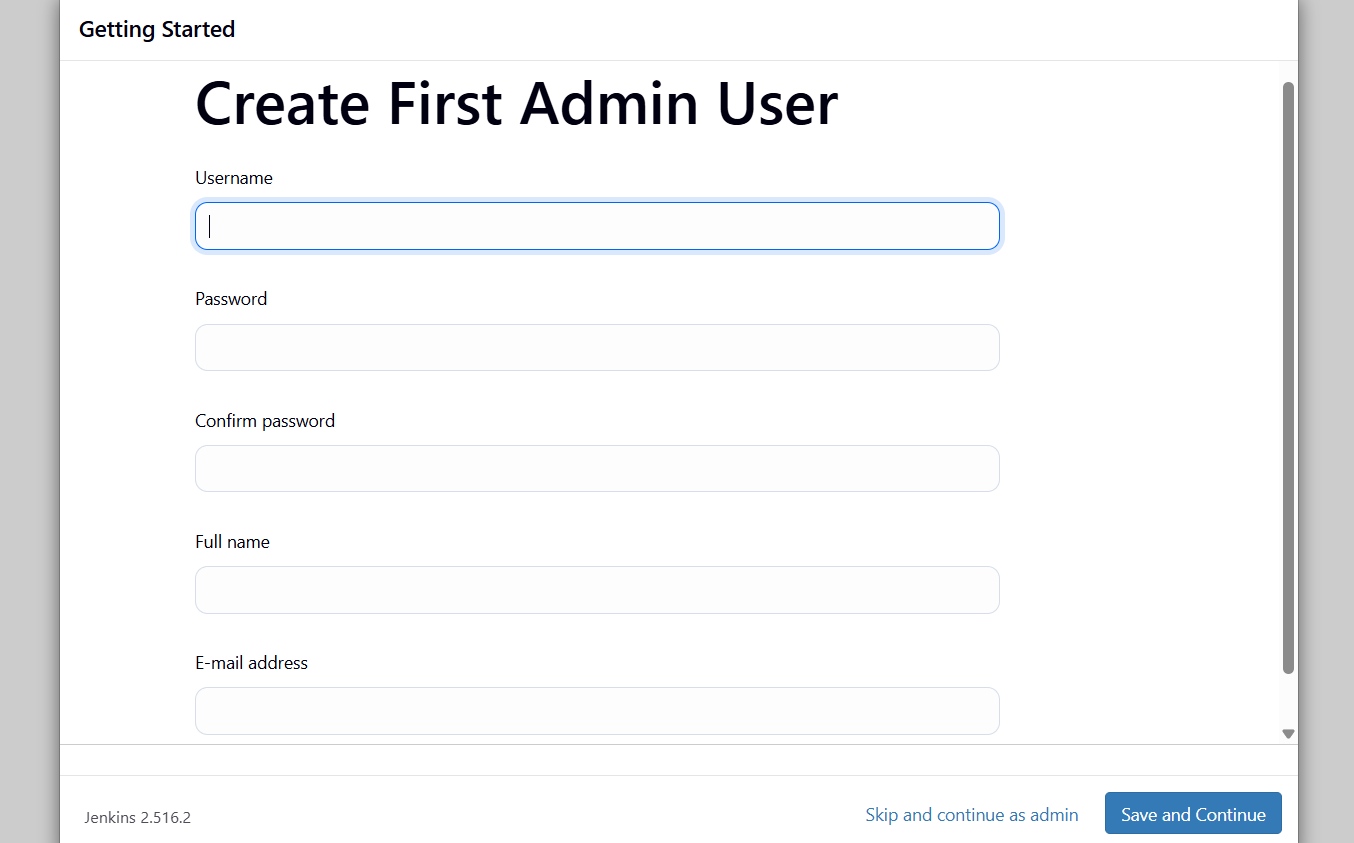 Getting Started
Create First Admin User
Username
Password
Confirm password
Full name
E-mail address
Jenkins 2.516.2
Skip and continue as admin
Save and Continue